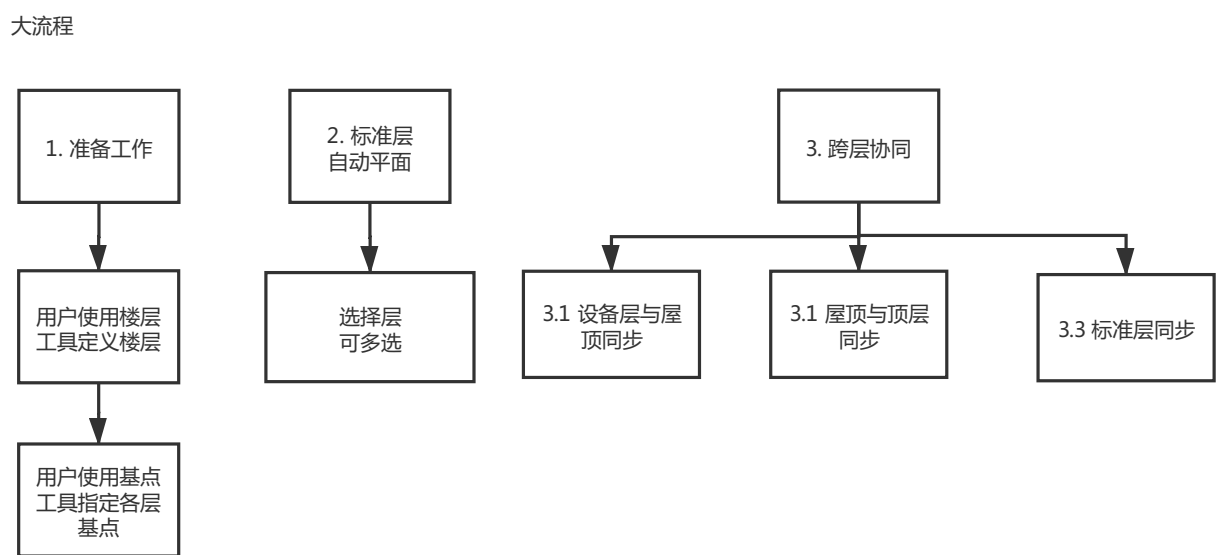 大流程
1. 准备工作
2. 标准层
自动平面
3. 跨层协同
用户使用楼层
工具定义楼层
选择层
可多选
3.1 设备层与屋
顶同步
3.1 屋顶与顶层
同步
3.3 标准层同步
用户使用基点
工具指定各层
基点